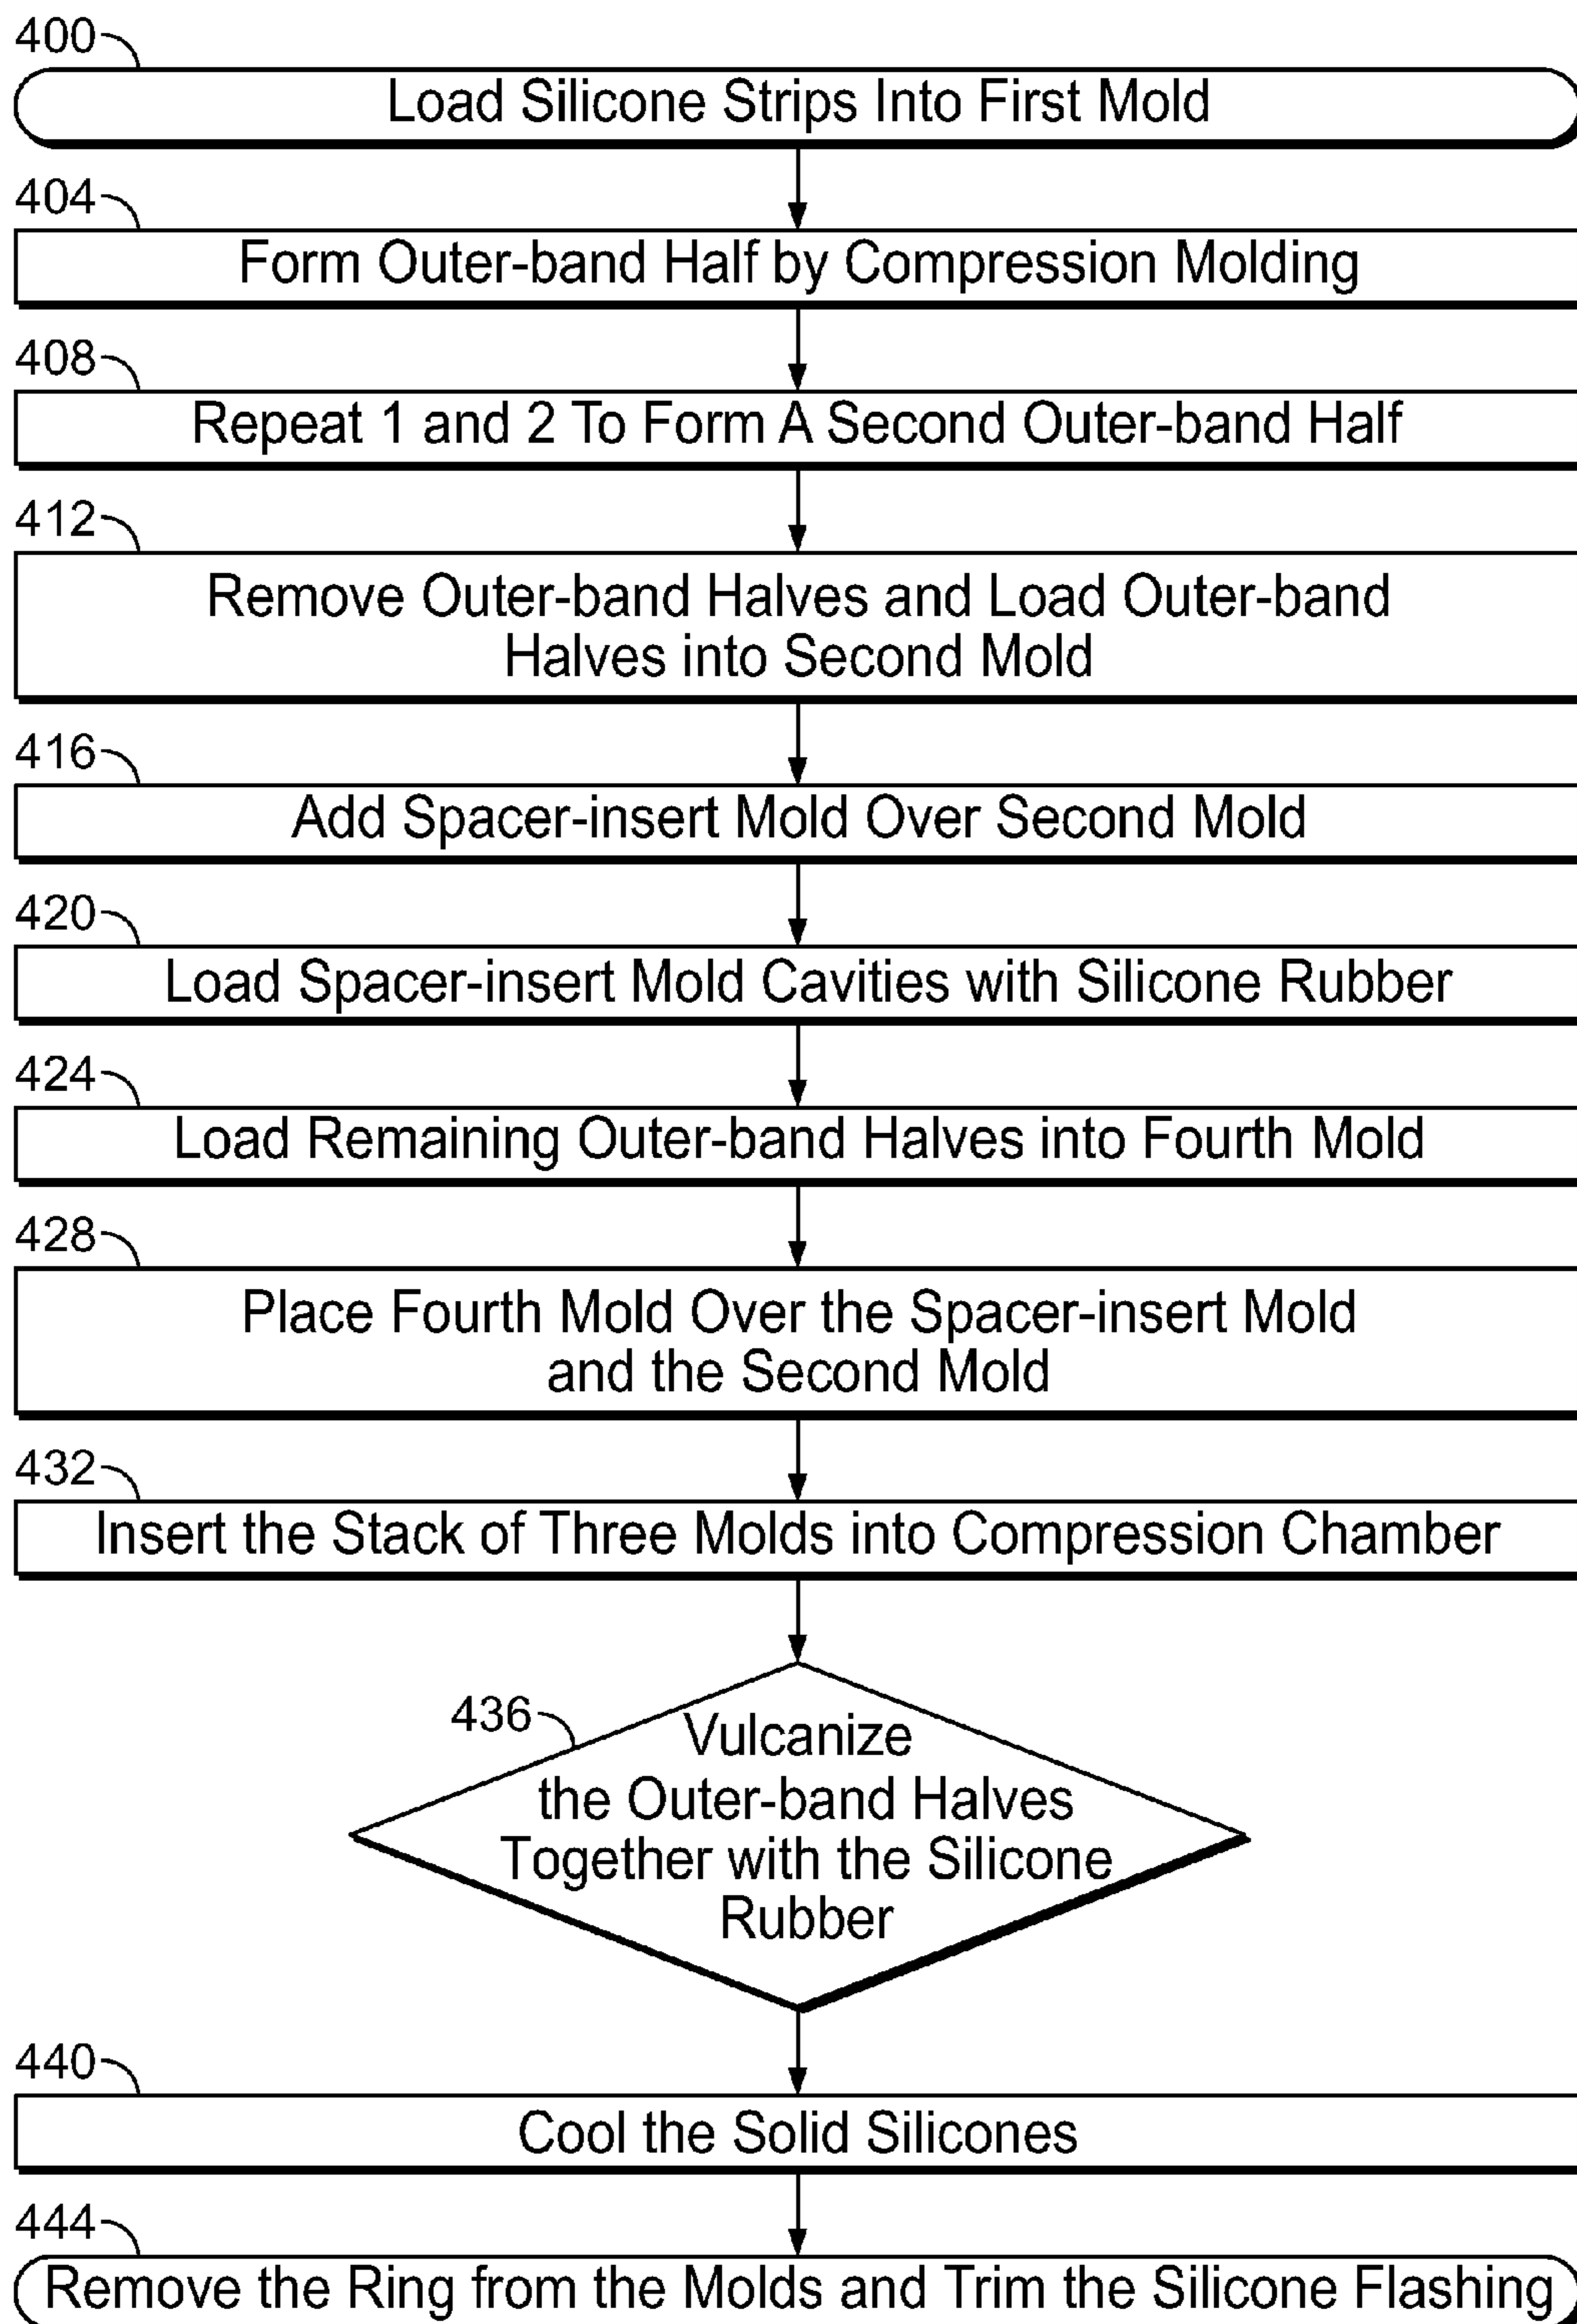 400
Load Silicone Strips Into First Mold
404
Form Outer-band Half by Compression Molding
408
Repeat 1 and 2 To Form A Second Outer-band Half
412
Remove Outer-band Halves and Load Outer-band
Halves into Second Mold
416
Add Spacer-insert Mold Over Second Mold
420
Load Spacer-insert Mold Cavities with Silicone Rubber
424
Load Remaining Outer-band Halves into Fourth Mold
428
Place Fourth Mold Over the Spacer-insert Mold
and the Second Mold
432
Insert the Stack of Three Molds into Compression Chamber
436
Vulcanize
the Outer-band Halves
Together with the Silicone
Rubber
440
Cool the Solid Silicones
444
Remove the Ring from the Molds and Trim the Silicone Flashing